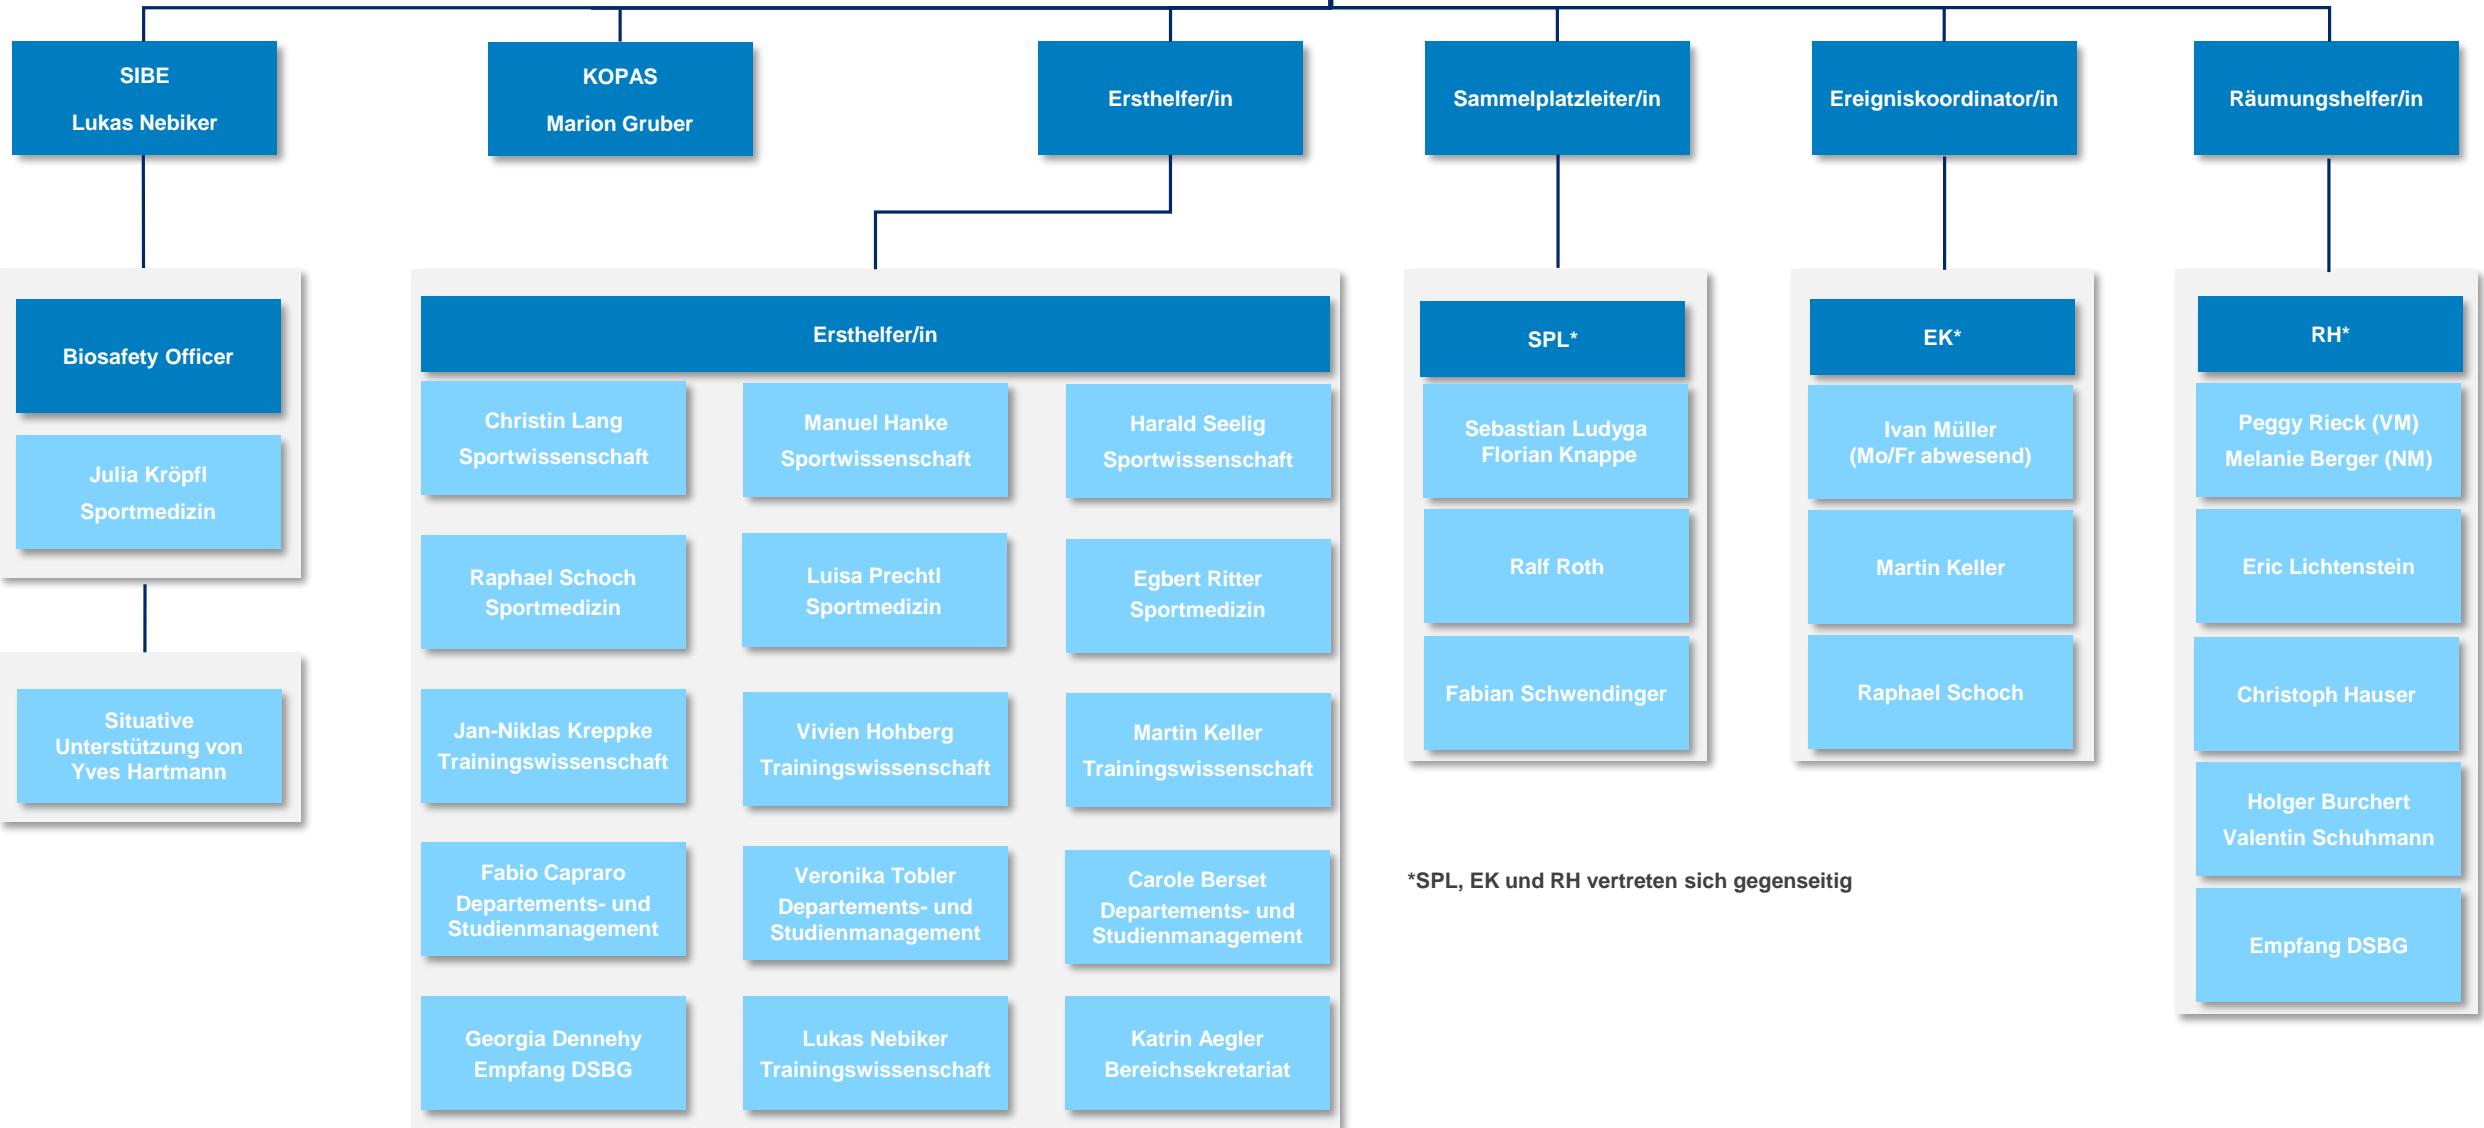 SIBE
Lukas Nebiker
KOPAS
Marion Gruber
Ersthelfer/in
Sammelplatzleiter/in
Ereigniskoordinator/in
Räumungshelfer/in
Biosafety Officer
Julia Kröpfl
Sportmedizin
Situative
Unterstützung von
Yves Hartmann
Ersthelfer/in
Christin Lang
Sportwissenschaft
Manuel Hanke
Sportwissenschaft
Harald Seelig
Sportwissenschaft
Raphael Schoch
Sportmedizin
Luisa Prechtl
Sportmedizin
Egbert Ritter
Sportmedizin
Jan-Niklas Kreppke
Trainingswissenschaft
Vivien Hohberg
Trainingswissenschaft
Martin Keller
Trainingswissenschaft
Fabio Capraro
Departements- und
Studienmanagement
Veronika Tobler
Departements- und
Studienmanagement
Carole Berset
Departements- und
Studienmanagement
Georgia Dennehy
Empfang DSBG
Lukas Nebiker
Trainingswissenschaft
Katrin Aegler
Bereichsekretariat
SPL*
Sebastian Ludyga
Florian Knappe
Ralf Roth
Fabian Schwendinger
EK*
Ivan Müller
(Mo/Fr abwesend)
Martin Keller
Raphael Schoch
RH*
Peggy Rieck (VM)
Melanie Berger (NM)
Eric Lichtenstein
Christoph Hauser
Holger Burchert
Valentin Schuhmann
Empfang DSBG
*SPL, EK und RH vertreten sich gegenseitig